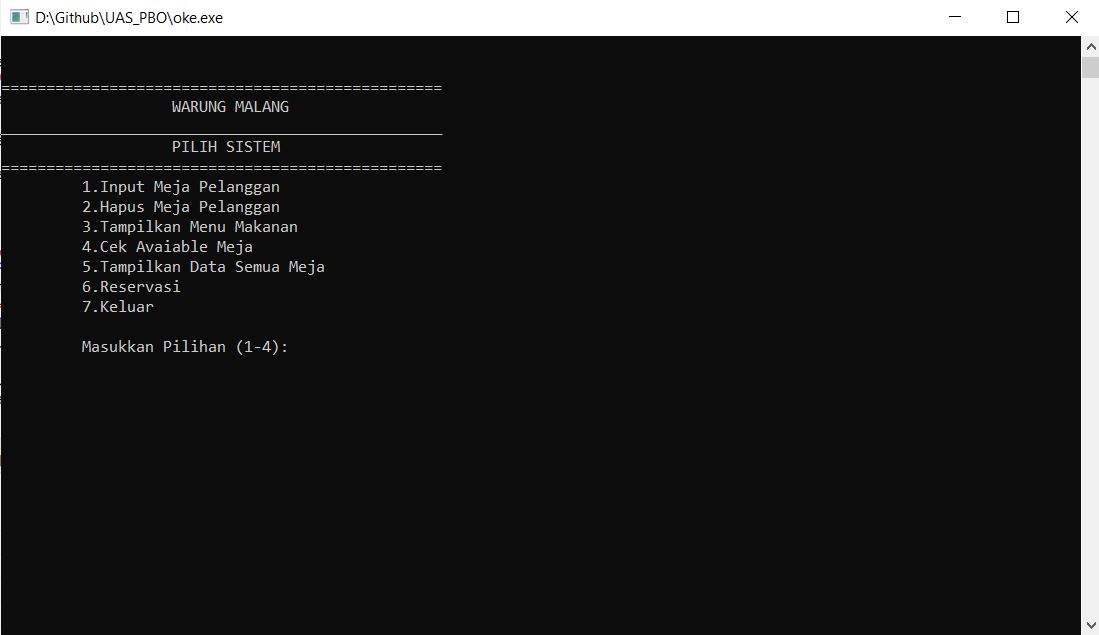 D:\Github\UAS_PBO\oke.exe
=================================================
WARUNG MALANG
_________________________________________________
PILIH SISTEM
=================================================
1.Input Meja Pelanggan
2.Hapus Meja Pelanggan
3.Tampilkan Menu Makanan
4.Cek Avaiable Meja
5.Tampilkan Data Semua Meja
6.Reservasi
7.Keluar
Masukkan Pilihan (1-4):